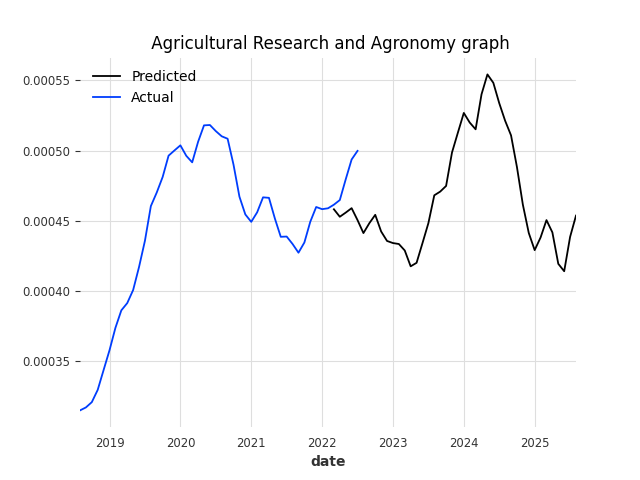 Agricultural Research and Agronomy graph
Predicted
Actual
0.00055
0.00050
0.00045
0.00040
0.00035
2019 2020 2021 2022 2023 2024 2025
date